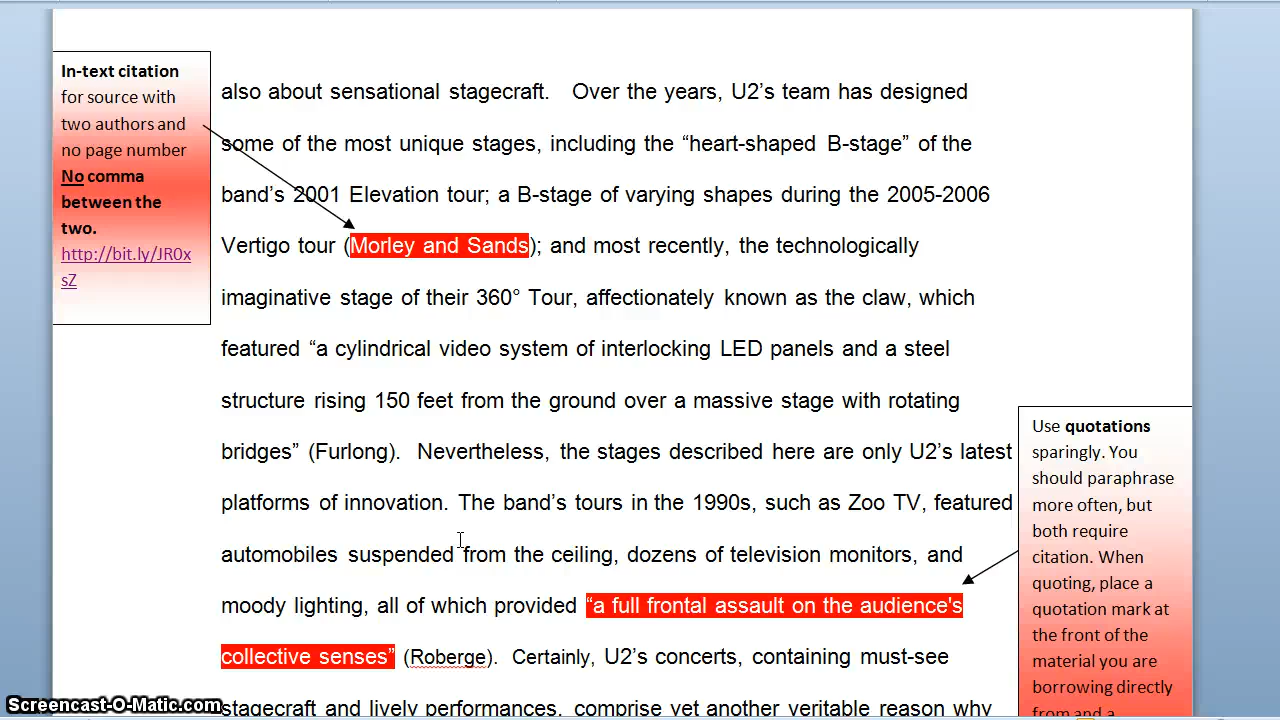 In-text citation
for source with
two authors and
no page number
No comma
between the
two.
http://bit.ly/JR0x
sZ
also about sensational stagecraft.   Over the years, U2’s team has designed
some of the most unique stages, including the “heart-shaped B-stage” of the
band’s 2001 Elevation tour; a B-stage of varying shapes during the 2005-2006
Vertigo tour (Morley and Sands); and most recently, the technologically
imaginative stage of their 360° Tour, affectionately known as the claw, which
featured “a cylindrical video system of interlocking LED panels and a steel
structure rising 150 feet from the ground over a massive stage with rotating
bridges” (Furlong).  Nevertheless, the stages described here are only U2’s latest
platforms of innovation. The band’s tours in the 1990s, such as Zoo TV, featured
automobiles suspended from the ceiling, dozens of television monitors, and
moody lighting, all of which provided “a full frontal assault on the audience's
collective senses” (Roberge).  Certainly, U2’s concerts, containing must-see
stagecraft and lively performances, comprise yet another veritable reason why
Use quotations
sparingly. You
should paraphrase
more often, but
both require
citation. When
quoting, place a
quotation mark at
the front of the
material you are
borrowing directly
from and a
Screencast-O-Matic.com